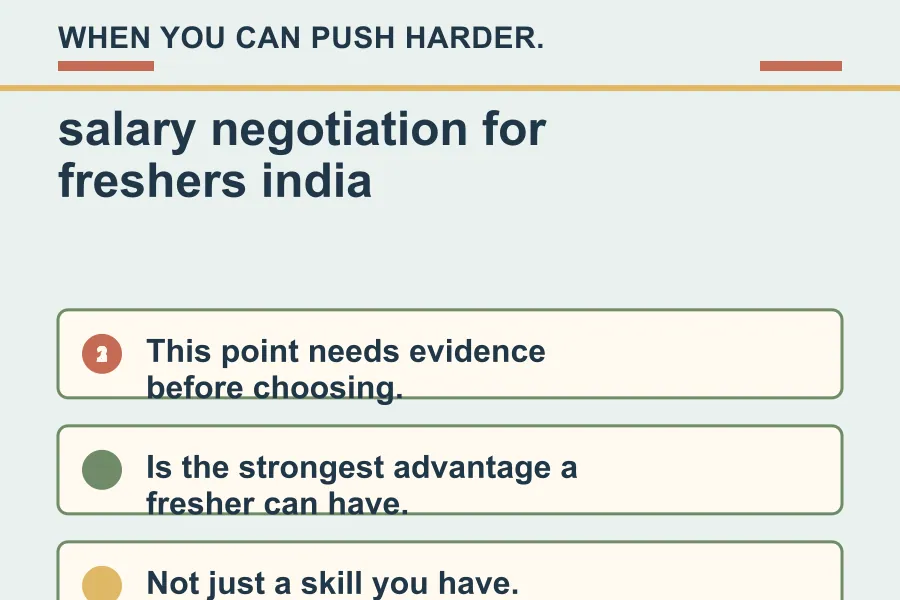 WHEN YOU CAN PUSH HARDER.
salary negotiation for
freshers india
This point needs evidence
before choosing.
Is the strongest advantage a
fresher can have.
Not just a skill you have.